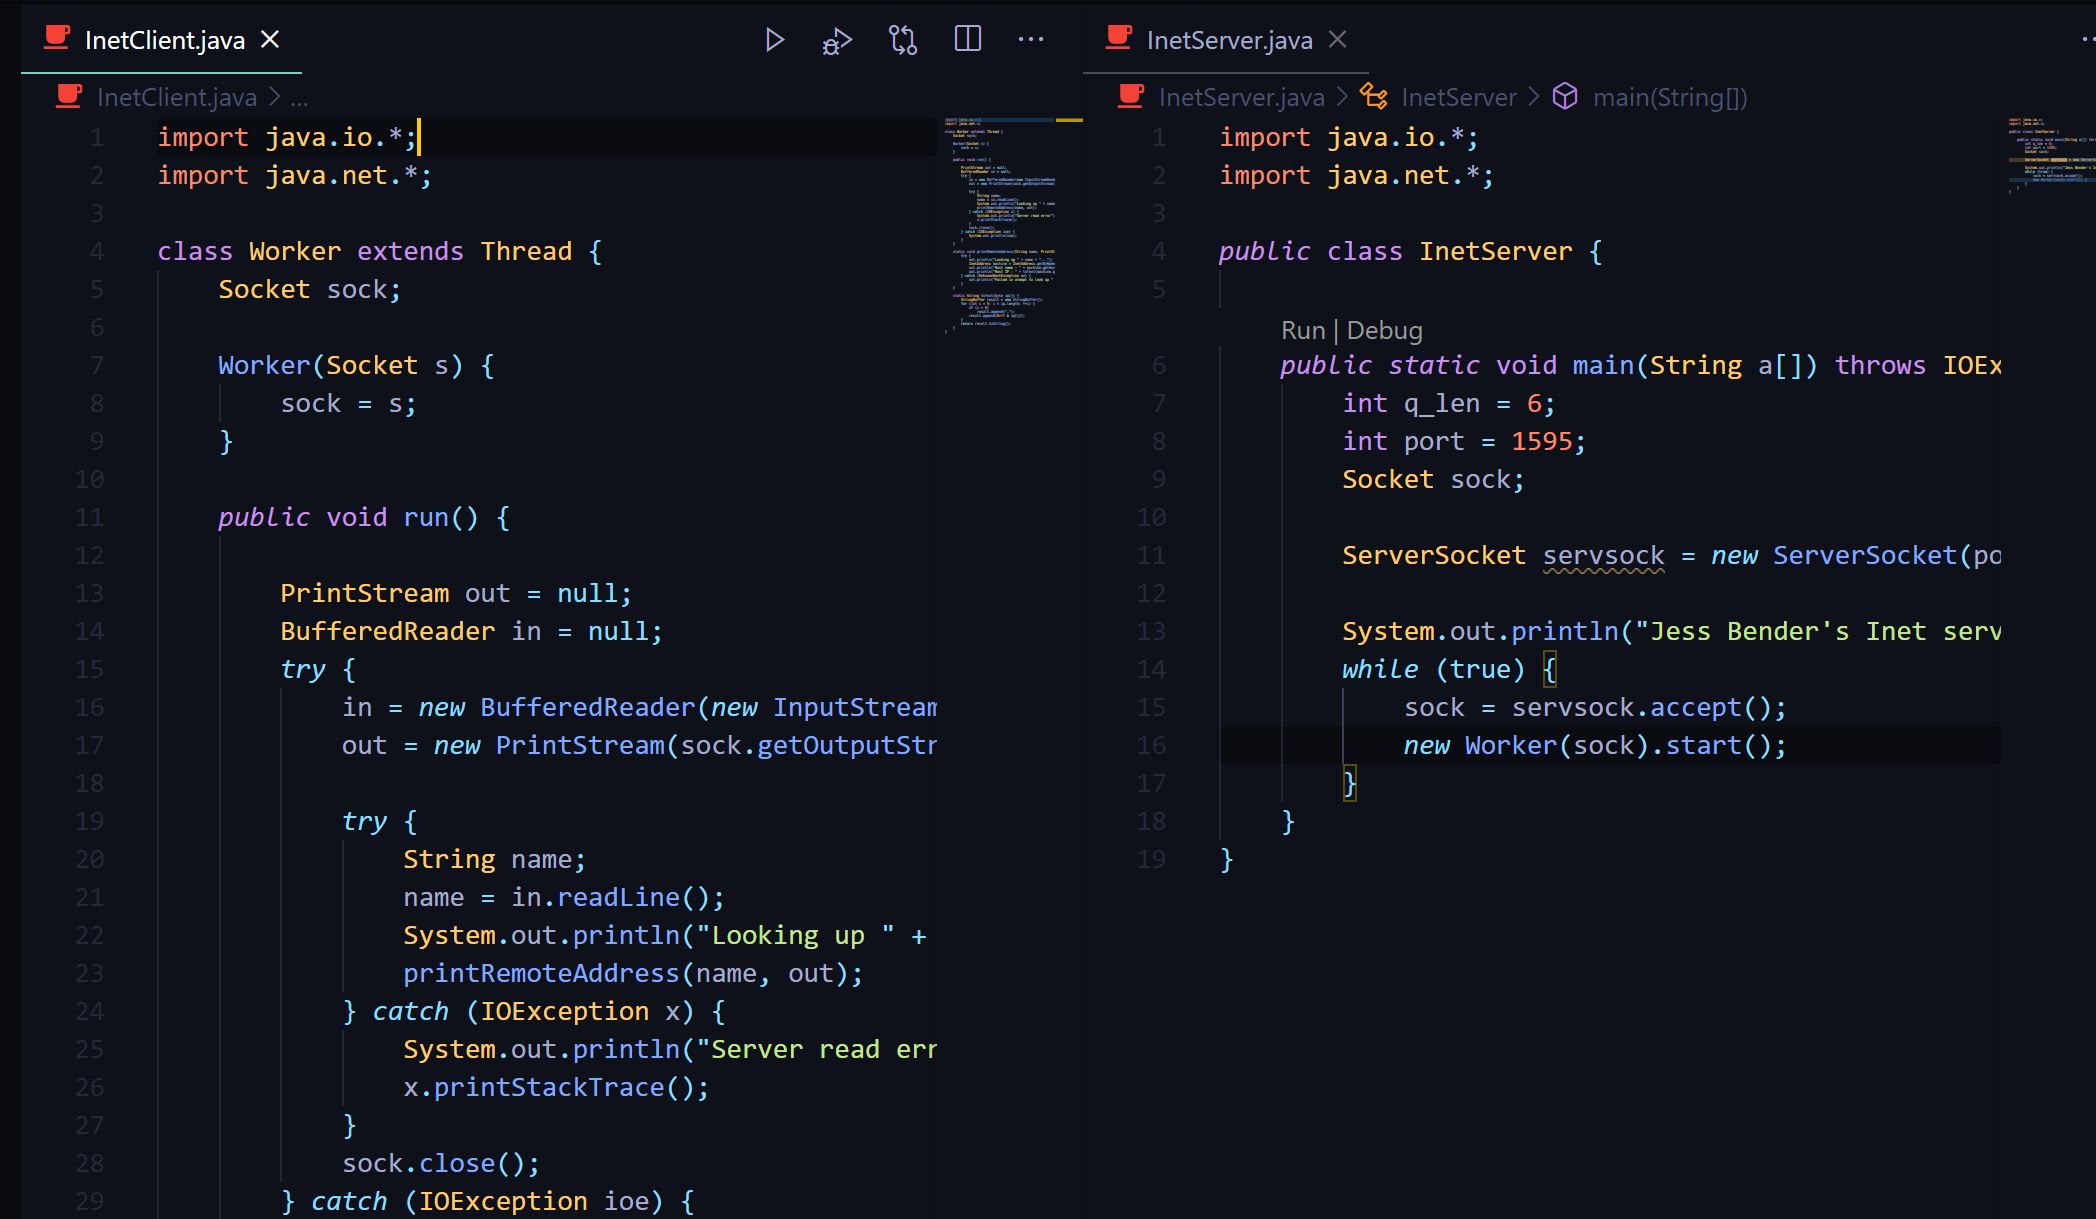 InetClient.java
InetClient.java > ...
1 import java.io.*;
2 import java.net.*;
3
4 class Worker extends Thread {
5 Socket sock;
6
7 Worker(Socket s) {
8 sock = s;
9 }
10
11 public void run() {
12
13 PrintStream out = null;
14 BufferedReader in = null;
15 try {
16 in = new BufferedReader(new InputStream
17 out = new PrintStream(sock.getOutputStr
18
19 try {
20 String name;
21 name = in.readLine();
22 System.out.println("Looking up " +
23 printRemoteAddress(name, out);
24 } catch (IOException x) {
25 System.out.println("Server read err
26 x.printStackTrace();
27 }
28 sock.close();
29 } catch (IOException ioe) {
InetServer.java
InetServer.java > InetServer > main(String[])
1 import java.io.*;
2 import java.net.*;
3
4 public class InetServer {
5
Run | Debug
6 public static void main(String a[]) throws IOEx
7 int q_len = 6;
8 int port = 1595;
9 Socket sock;
10
11 ServerSocket servsock = new ServerSocket(po
12
13 System.out.println("Jess Bender's Inet serv
14 while (true) {
15 sock = servsock.accept();
16 new Worker(sock).start();
17 }
18 }
19 }